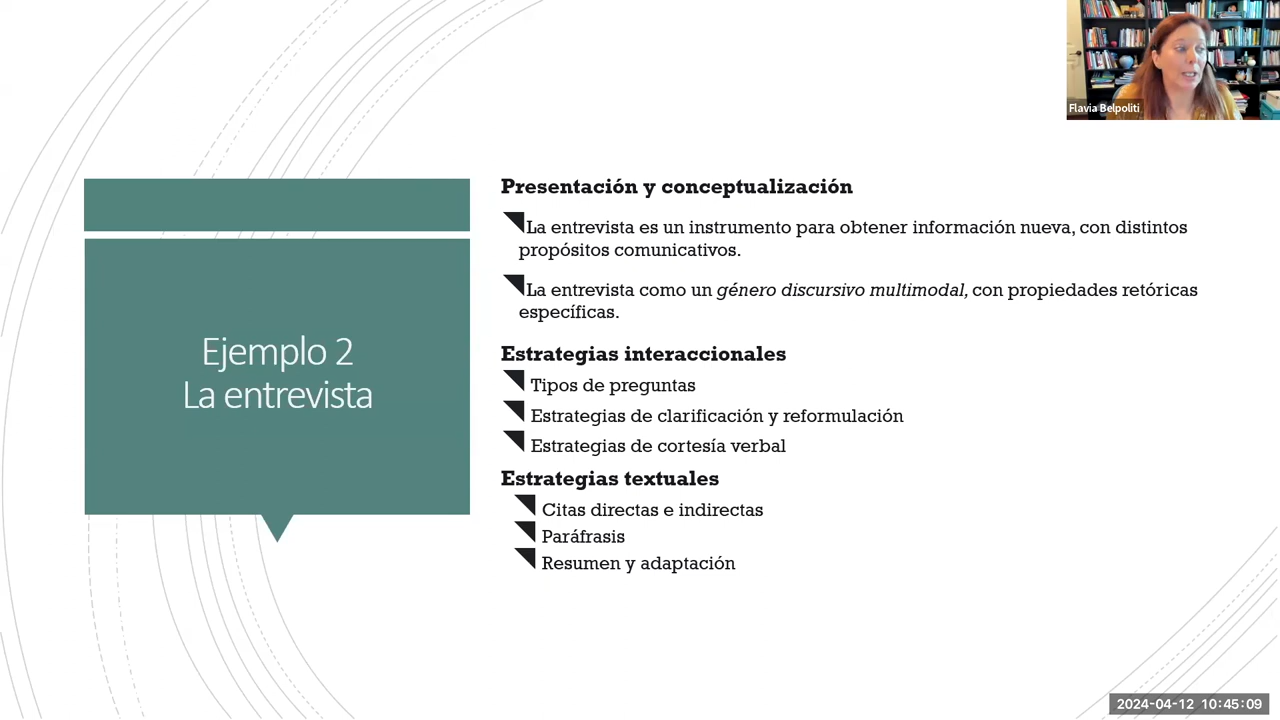 Flavia Belpoliti
Ejemplo 2
La entrevista
Presentación y conceptualización
La entrevista es un instrumento para obtener información nueva, con distintos
propósitos comunicativos.
La entrevista como un género discursivo multimodal, con propiedades retóricas
específicas.
Estrategias interaccionales
Tipos de preguntas
Estrategias de clarificación y reformulación
Estrategias de cortesía verbal
Estrategias textuales
Citas directas e indirectas
Paráfrasis
Resumen y adaptación
2024-04-12 10:45:09